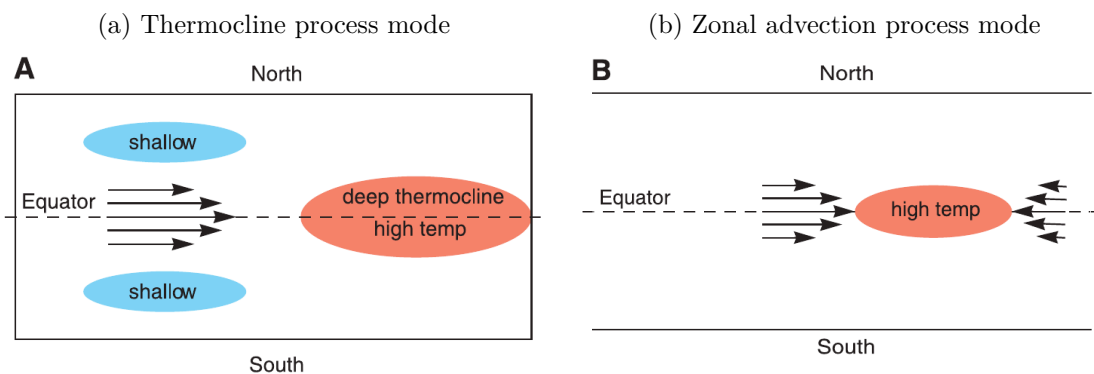 (a) Thermocline process mode
A
North
shallow
Equator
deep thermocline
high temp
shallow
South
(b) Zonal advection process mode
B
North
Equator
high temp
South